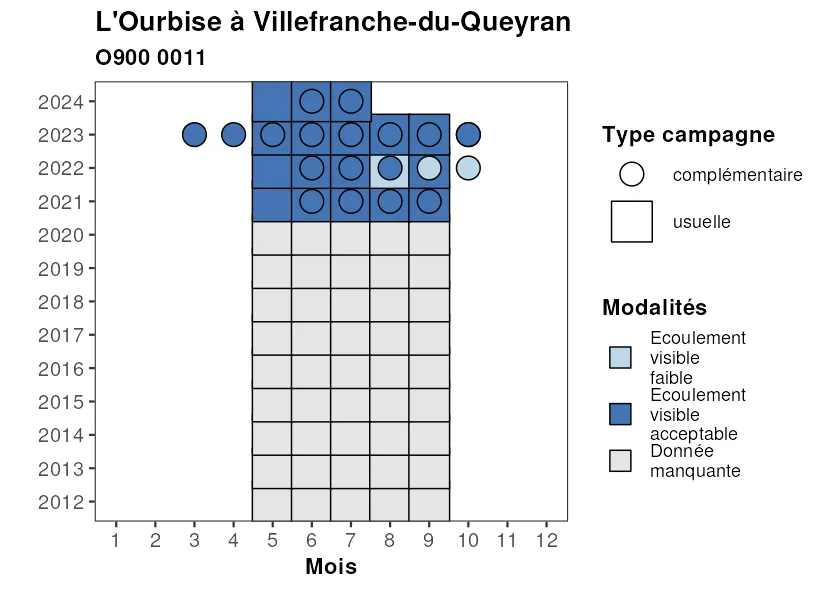 L'Ourbise à Villefranche-du-Queyran
O900 0011
2024
2023
2022
2021
2020
2019
2018
2017
2016
2015
2014
2013
2012
1 2 3 4 5 6 7 8 9 10 11 12
Mois
Type campagne
complémentaire
usuelle
Modalités
Ecoulement
visible
faible
Ecoulement
visible
acceptable
Donnée
manquante